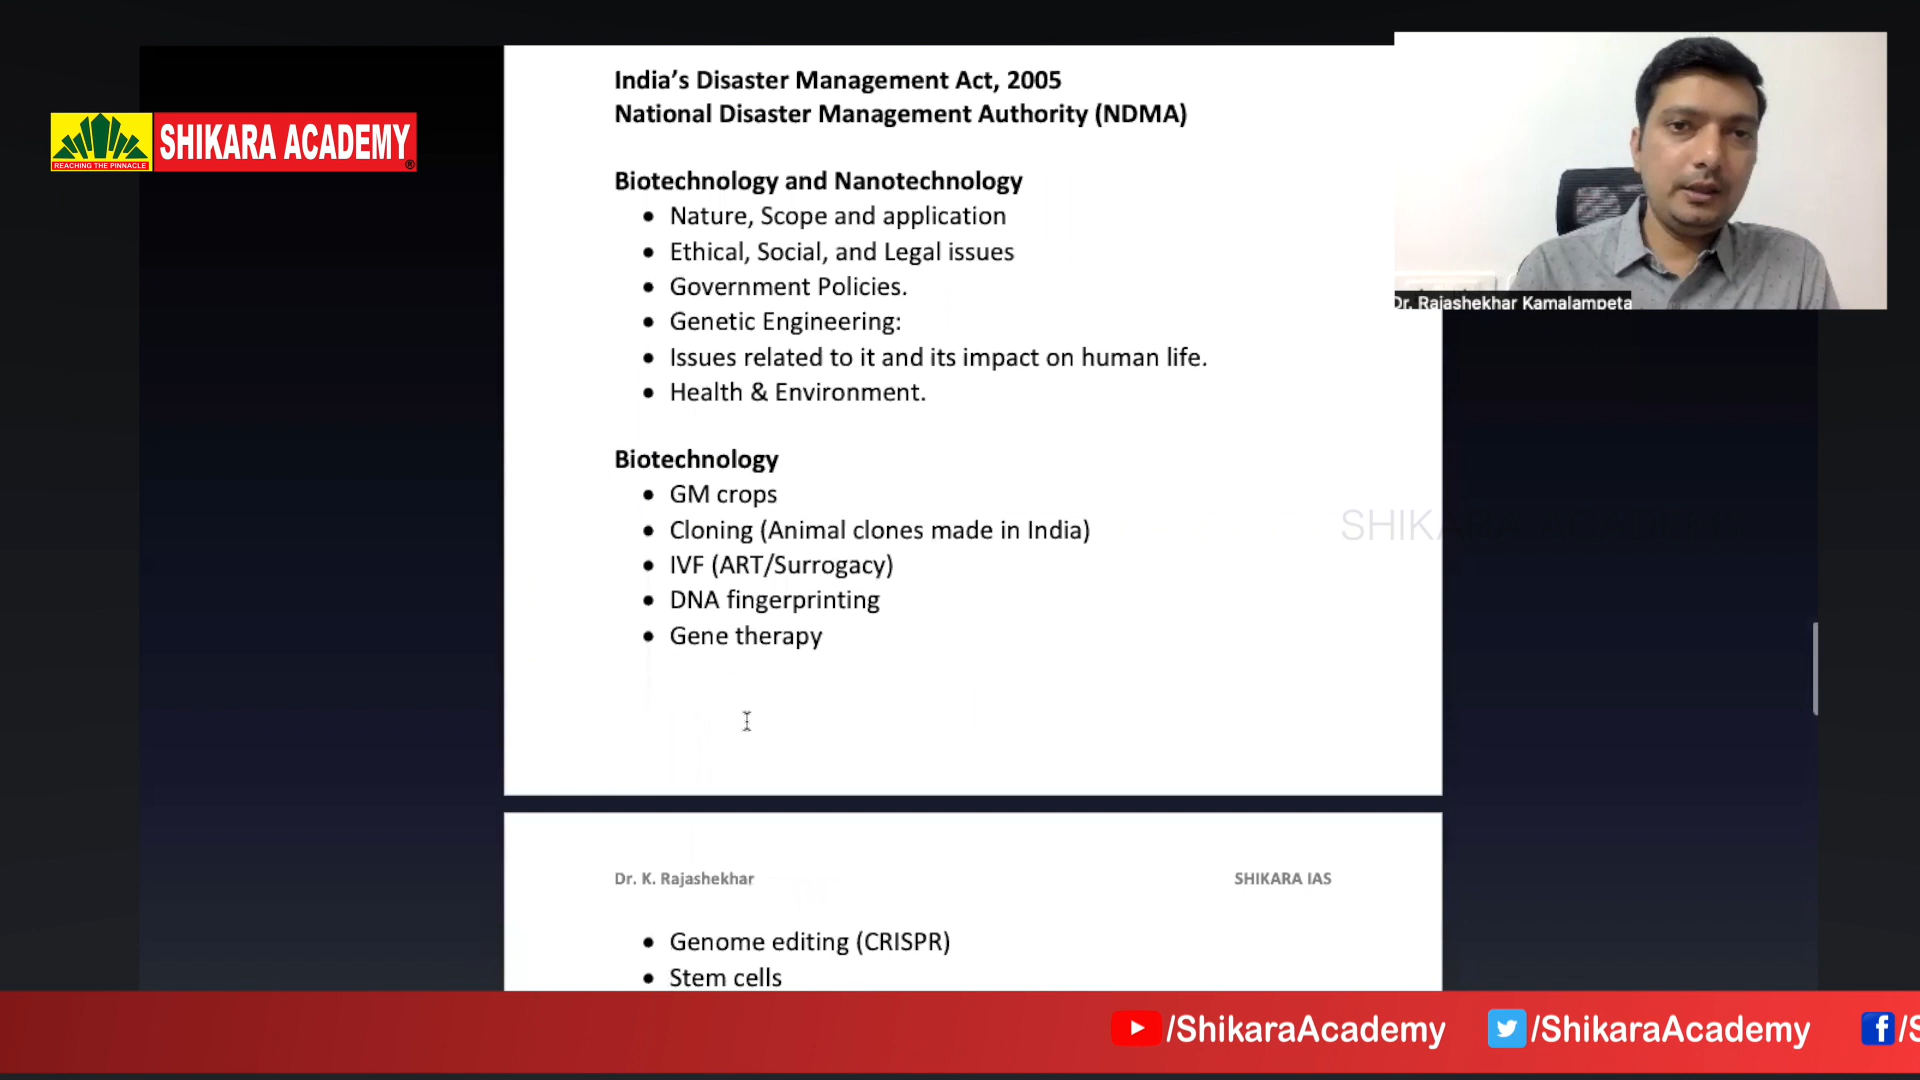 India's Disaster Management Act, 2005
National Disaster Management Authority (NDMA)
SHIKARA ACADEMY
REACHING THE PINNACLE
Biotechnology and Nanotechnology
• Nature, Scope and application
• Ethical, Social, and Legal issues
• Government Policies.
• Genetic Engineering:
• Issues related to it and its impact on human life.
• Health & Environment.
Dr. Rajashekhar Kamalampeta
Biotechnology
• GM crops
• Cloning (Animal clones made in India)
• IVF (ART/Surrogacy)
• DNA fingerprinting
• Gene therapy
Dr. K. Rajashekhar SHIKARA IAS
• Genome editing (CRISPR)
• Stem cells
/ShikaraAcademy /ShikaraAcademy /S